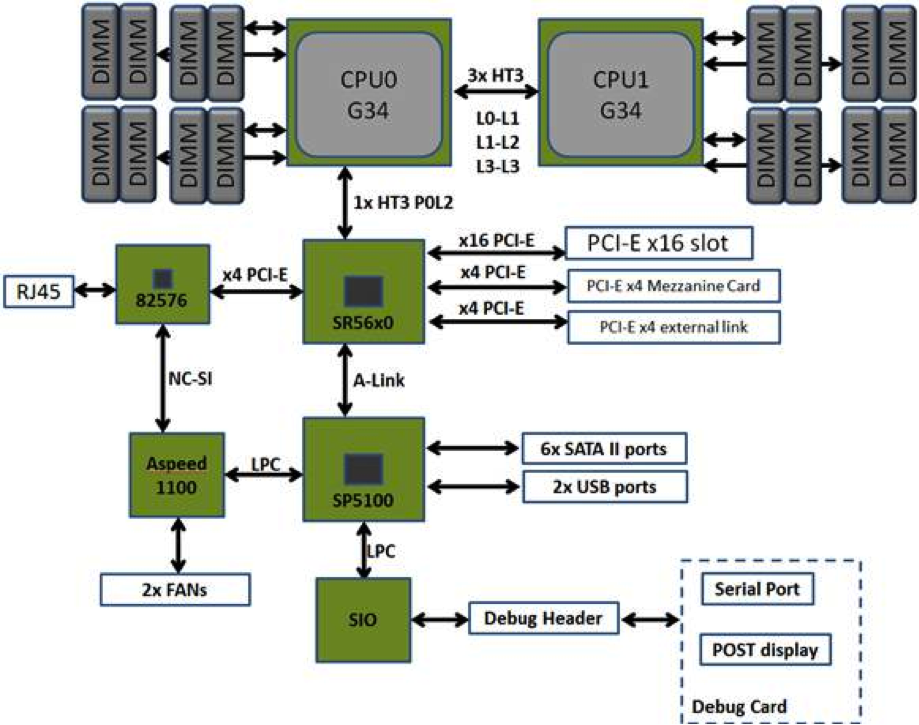 DIMM
DIMM
DIMM
DIMM
CPU0
G34
3x HT3
CPU1
G34
DIMM
DIMM
DIMM
DIMM
L0-L1
L1-L2
L3-L3
DIMM
DIMM
DIMM
DIMM
DIMM
DIMM
DIMM
DIMM
1x HT3 P0L2
x16 PCI-E
PCI-E x16 slot
RJ45
82576
x4 PCI-E
SR56x0
x4 PCI-E
PCI-E x4 Mezzanine Card
x4 PCI-E
PCI-E x4 external link
NC-SI
A-Link
Aspeed
1100
LPC
SP5100
6x SATA II ports
2x USB ports
LPC
2x FANs
SIO
Debug Header
Serial Port
POST display
Debug Card